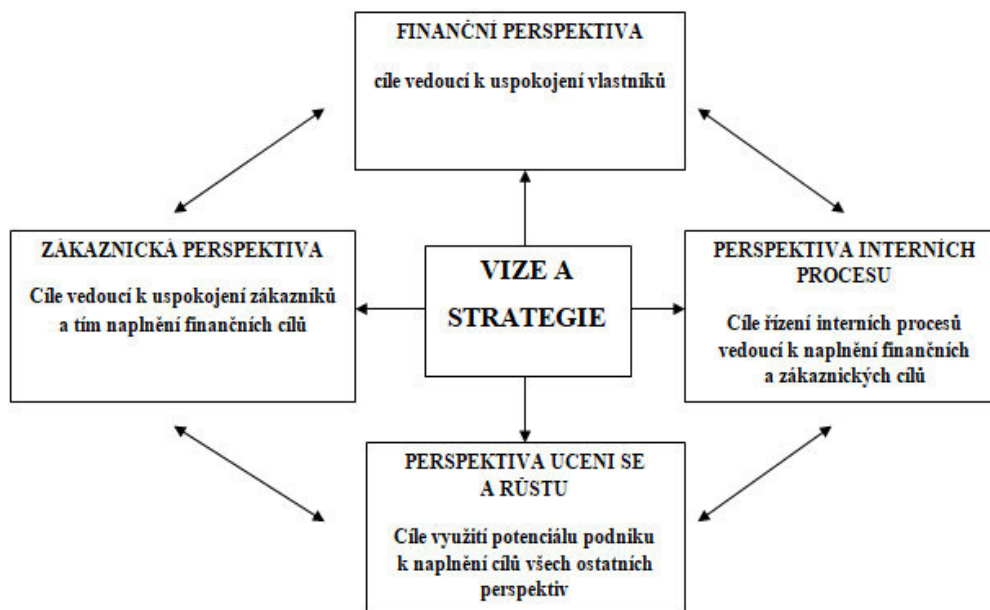 FINANČNÍ PERSPEKTIVA
cíle vedoucí k uspokojení vlastníků
ZÁKAZNICKÁ PERSPEKTIVA
Cíle vedoucí k uspokojení zákazníků
a tím naplnění finančních cílů
VIZE A
STRATEGIE
PERSPEKTIVA INTERNÍCH
PROCESU
Cíle řízení interních procesů
vedoucí k naplnění finančních
a zákaznických cílů
PERSPEKTIVA UCENI SE
A RŮSTU
Cíle využití potenciálu podniku
k naplnění cílů všech ostatních
perspektiv